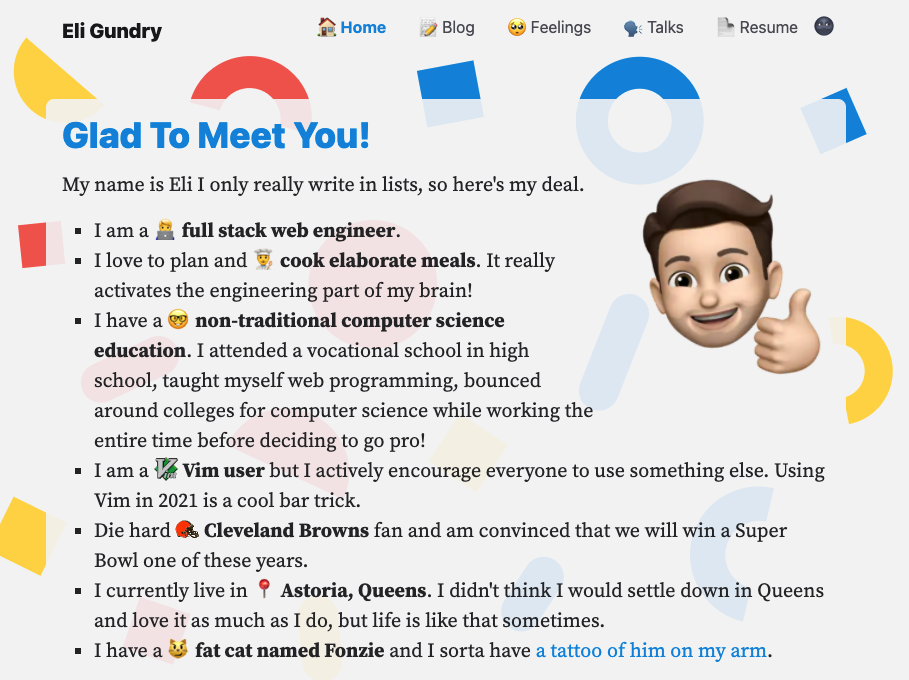 Eli Gundry
Home Blog Feelings Talks Resume
Glad To Meet You!
My name is Eli I only really write in lists, so here's my deal.
I am a full stack web engineer.
I love to plan and cook elaborate meals. It really
activates the engineering part of my brain!
I have a non-traditional computer science
education. I attended a vocational school in high
school, taught myself web programming, bounced
around colleges for computer science while working the
entire time before deciding to go pro!
I am a Vim user but I actively encourage everyone to use something else. Using
Vim in 2021 is a cool bar trick.
Die hard Cleveland Browns fan and am convinced that we will win a Super
Bowl one of these years.
I currently live in Astoria, Queens. I didn't think I would settle down in Queens
and love it as much as I do, but life is like that sometimes.
I have a fat cat named Fonzie and I sorta have a tattoo of him on my arm.